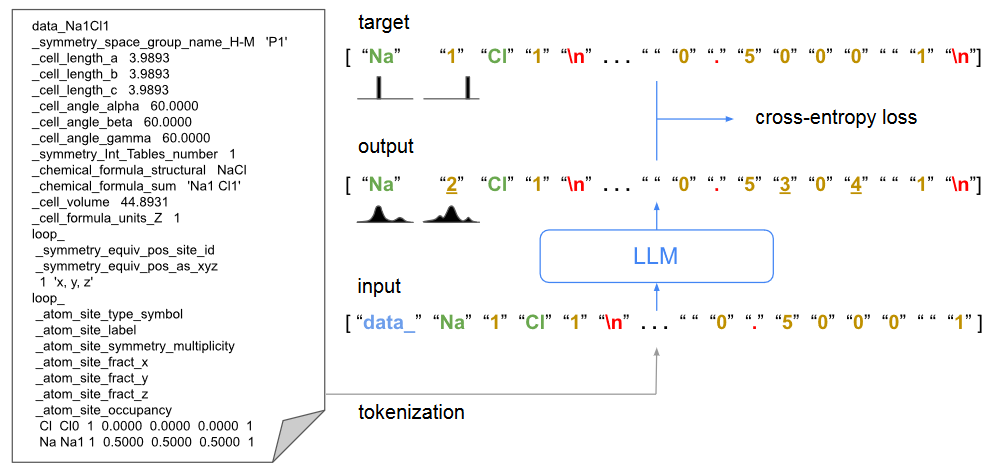 data_Na1Cl1
_symmetry_space_group_name_H-M 'P1'
_cell_length_a 3.9893
_cell_length_b 3.9893
_cell_length_c 3.9893
_cell_angle_alpha 60.0000
_cell_angle_beta 60.0000
_cell_angle_gamma 60.0000
_symmetry_Int_Tables_number 1
_chemical_formula_structural NaCl
_chemical_formula_sum 'Na1 Cl1'
_cell_volume 44.8931
_cell_formula_units_Z 1
loop_
_symmetry_equiv_pos_site_id
_symmetry_equiv_pos_as_xyz
1 'x, y, z'
loop_
_atom_site_type_symbol
_atom_site_label
_atom_site_symmetry_multiplicity
_atom_site_fract_x
_atom_site_fract_y
_atom_site_fract_z
_atom_site_occupancy
Cl Cl0 1 0.0000 0.0000 0.0000 1
Na Na1 1 0.5000 0.5000 0.5000 1
target
[ “Na” “1” “Cl” “1” “\n” . . . “ “ “0” “.” “5” “0” “0” “0” “ “ “1” “\n”]
cross-entropy loss
output
[ “Na” “2” “Cl” “1” “\n” . . . “ “ “0” “.” “5” “3” “0” “4” “ “ “1” “\n”]
LLM
input
[ “data_” “Na” “1” “Cl” “1” “\n” . . . “ “ “0” “.” “5” “0” “0” “0” “ “ “1” ]
tokenization